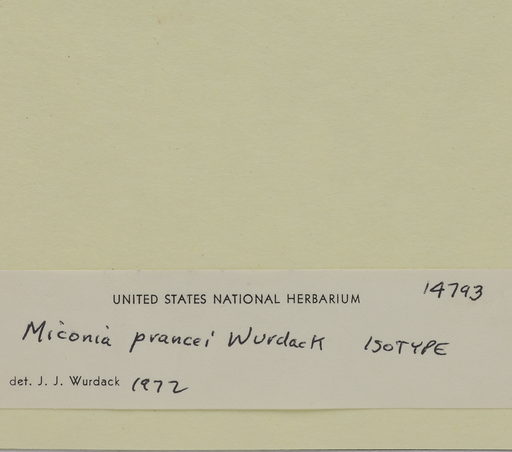 UNITED STATES NATIONAL HERBARIUM 14793
Miconia prancei Wurdack ISOTYPE
det. J. J. Wurdack 1972